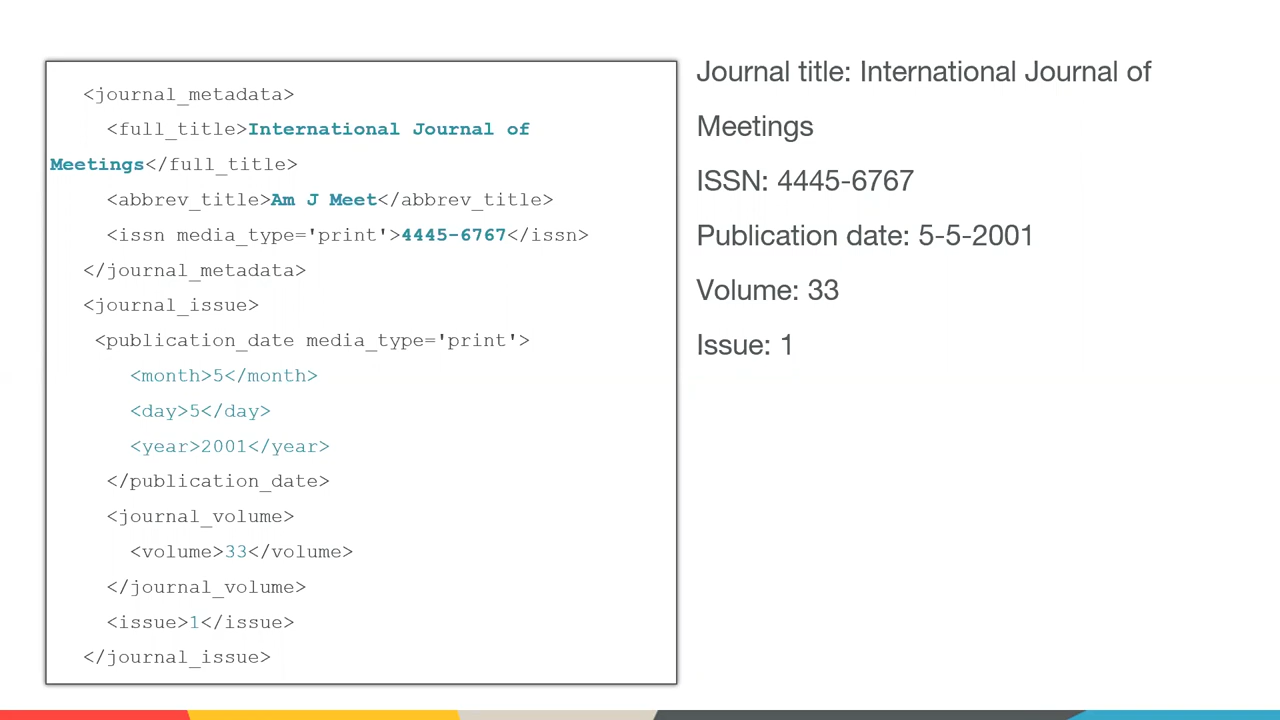 <journal_metadata>
<full_title>International Journal of
Meetings</full_title>
<abbrev_title>Am J Meet</abbrev_title>
<issn media_type='print'>4445-6767</issn>
</journal_metadata>
<journal_issue>
<publication_date media_type='print'>
<month>5</month>
<day>5</day>
<year>2001</year>
</publication_date>
<journal_volume>
<volume>33</volume>
</journal_volume>
<issue>1</issue>
</journal_issue>
Journal title: International Journal of
Meetings
ISSN: 4445-6767
Publication date: 5-5-2001
Volume: 33
Issue: 1